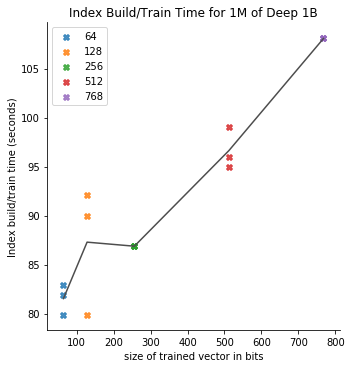 Index Build/Train Time for 1M of Deep 1B
64
128
256
512
768
Index build/train time (seconds)
105
100
95
90
85
80
100 200 300 400 500 600 700 800
size of trained vector in bits